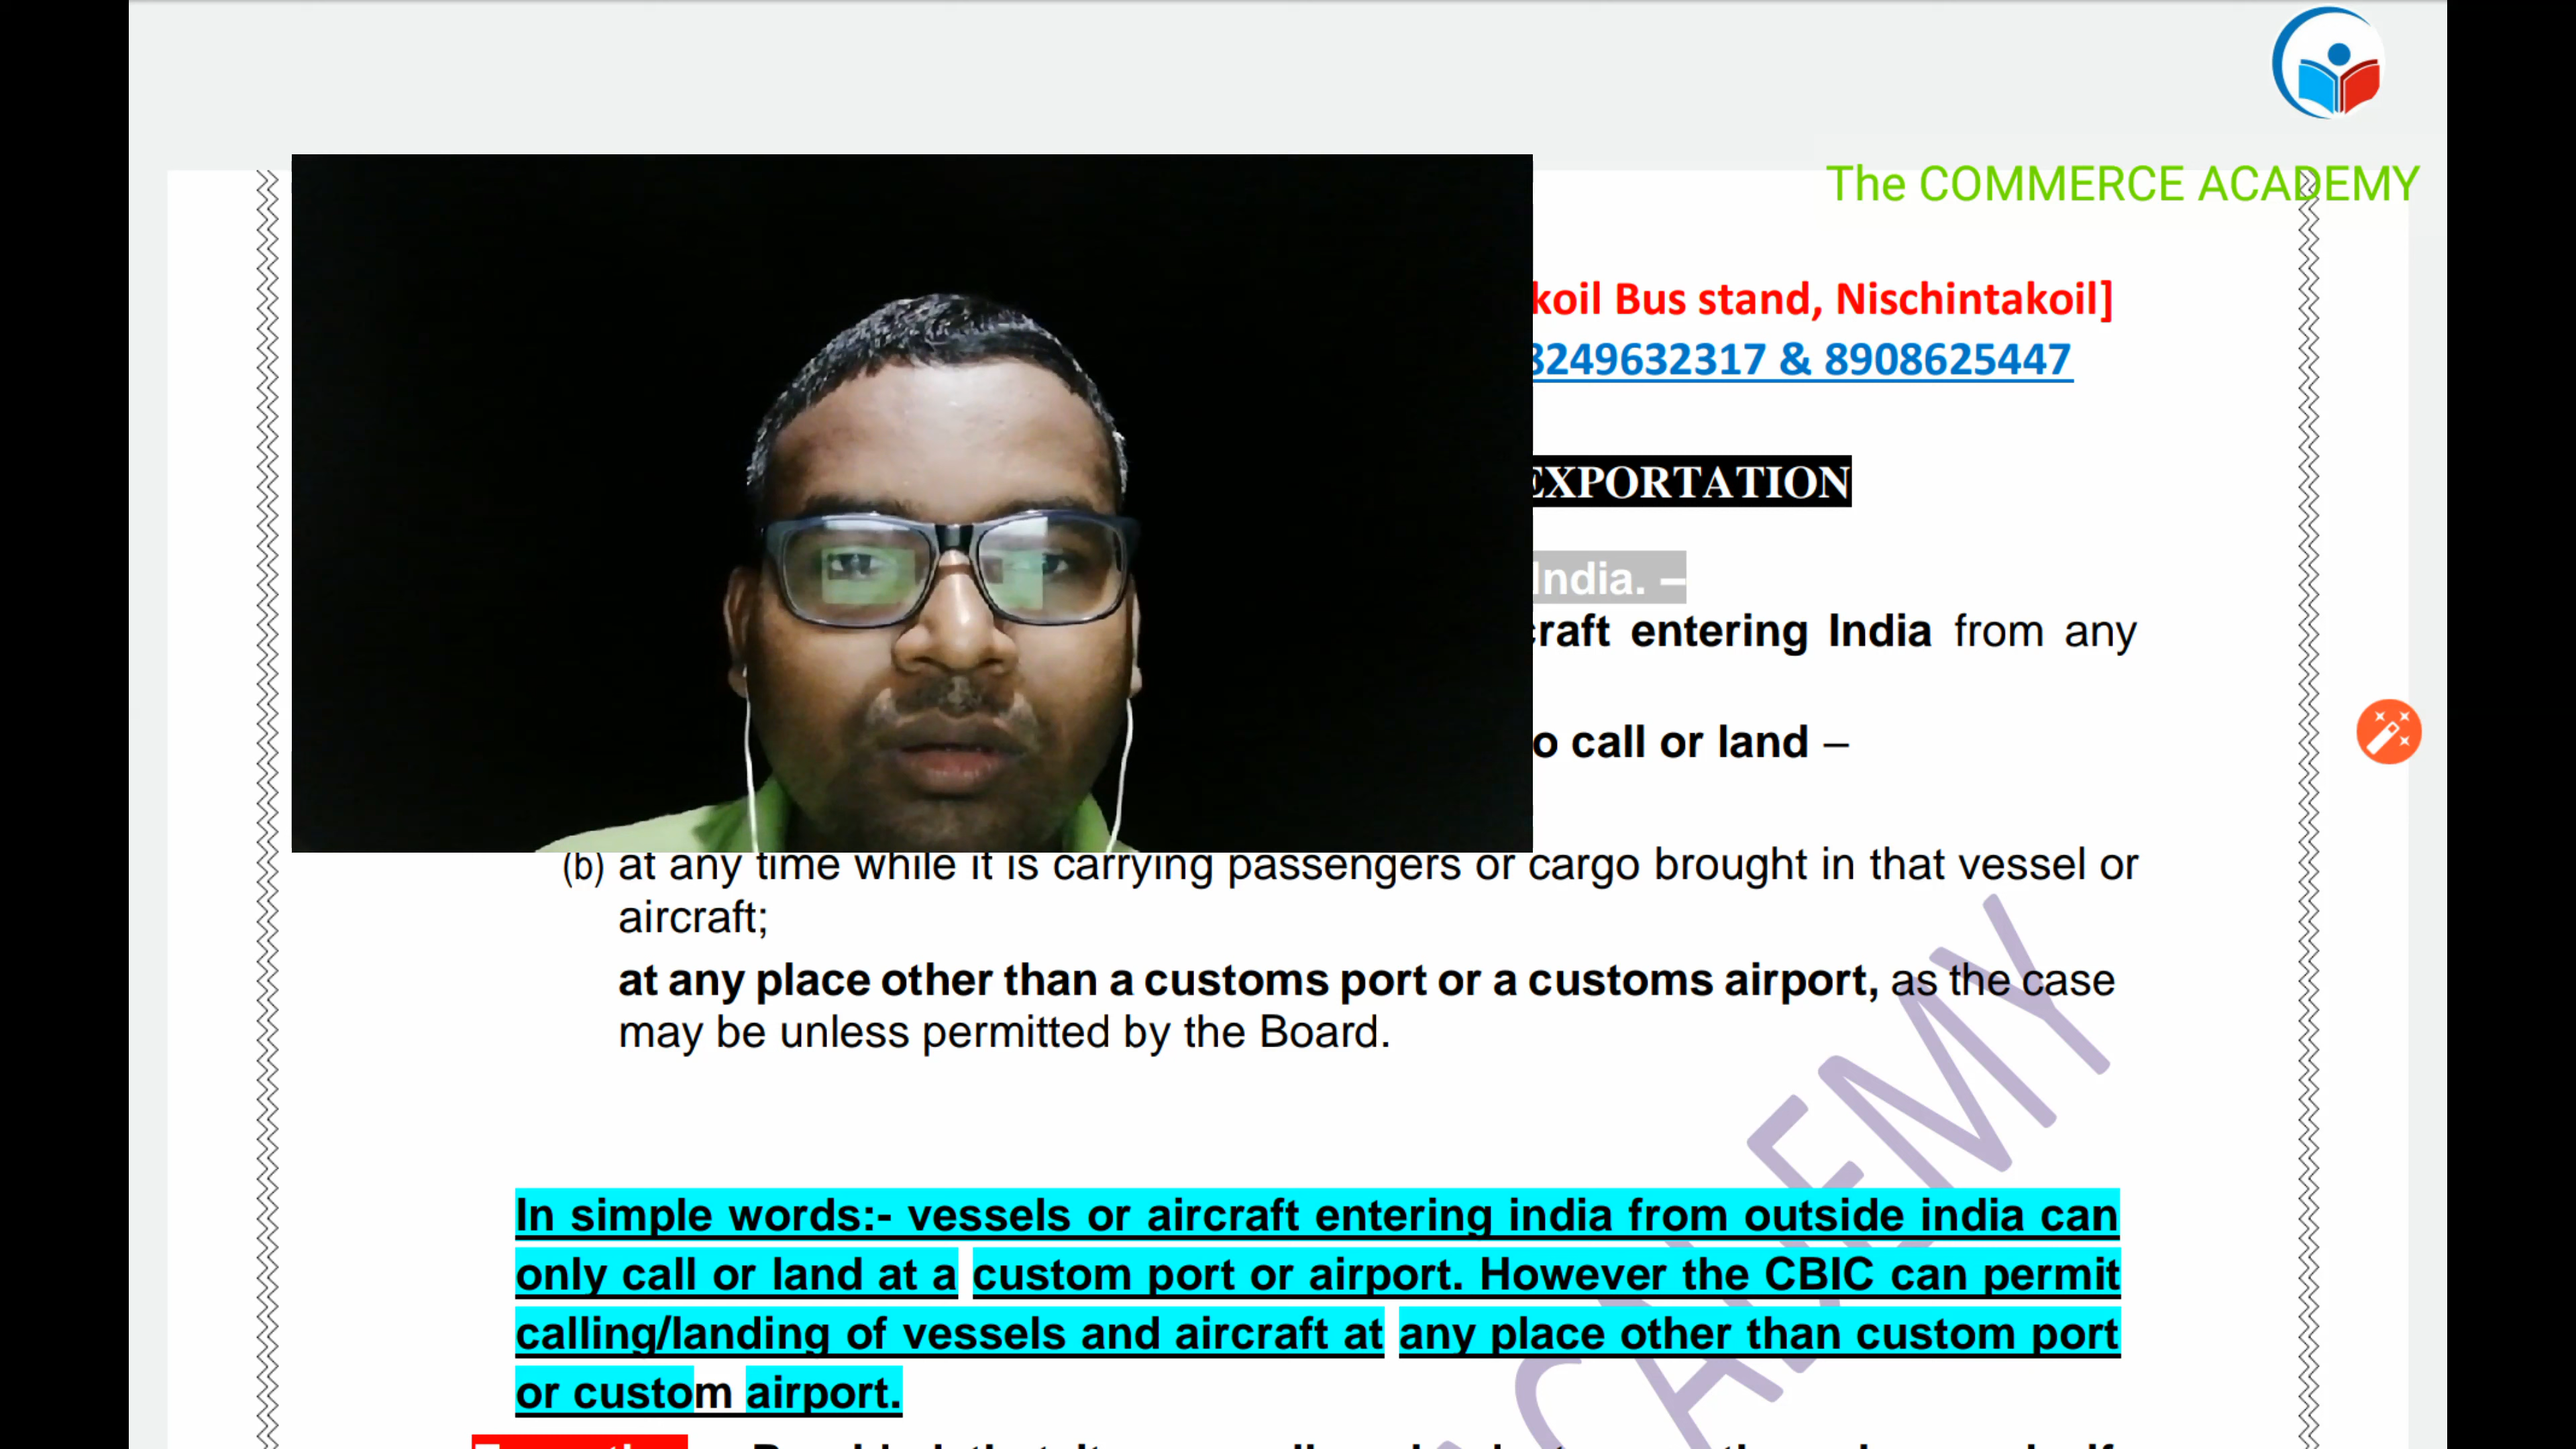 The COMMERCE ACADEMY
koil Bus stand, Nischintakoil]
8249632317 & 8908625447
EXPORTATION
India. –
craft entering India from any
o call or land –
(b) at any time while it is carrying passengers or cargo brought in that vessel or
aircraft;
at any place other than a customs port or a customs airport, as the case
may be unless permitted by the Board.
In simple words:- vessels or aircraft entering india from outside india can
only call or land at a custom port or airport. However the CBIC can permit
calling/landing of vessels and aircraft at any place other than custom port
or custom airport.
CADEMY